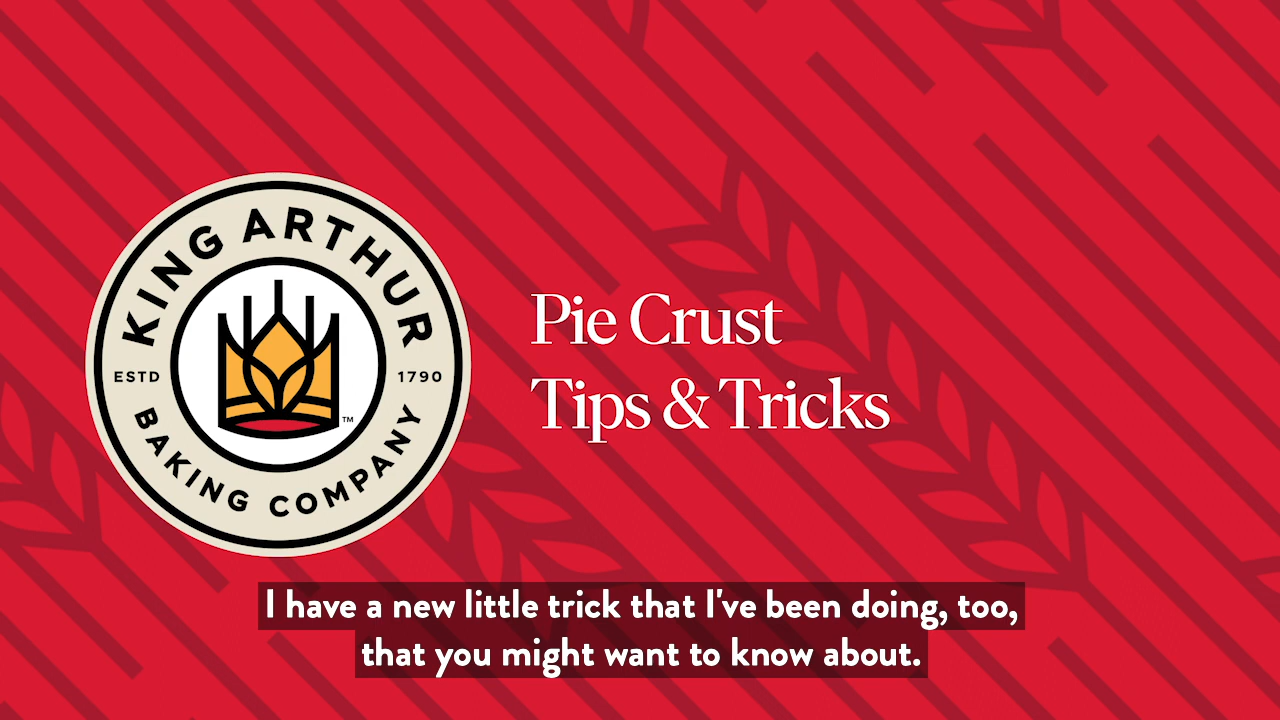 KING ARTHUR
ESTD 1790
BAKING COMPANY
TM
Pie Crust
Tips & Tricks
I have a new little trick that I've been doing, too,
that you might want to know about.